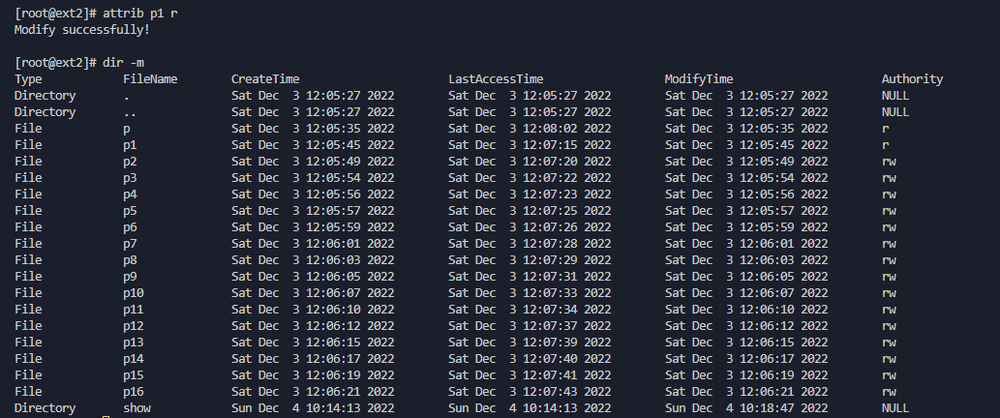 [root@ext2]# attrib p1 r
Modify successfully!
[root@ext2]# dir -m
Type FileName CreateTime LastAccessTime ModifyTime Authority
Directory . Sat Dec 3 12:05:27 2022 Sat Dec 3 12:05:27 2022 Sat Dec 3 12:05:27 2022 NULL
Directory .. Sat Dec 3 12:05:27 2022 Sat Dec 3 12:05:27 2022 Sat Dec 3 12:05:27 2022 NULL
File p Sat Dec 3 12:05:35 2022 Sat Dec 3 12:08:02 2022 Sat Dec 3 12:05:35 2022 r
File p1 Sat Dec 3 12:05:45 2022 Sat Dec 3 12:07:15 2022 Sat Dec 3 12:05:45 2022 r
File p2 Sat Dec 3 12:05:49 2022 Sat Dec 3 12:07:20 2022 Sat Dec 3 12:05:49 2022 rw
File p3 Sat Dec 3 12:05:54 2022 Sat Dec 3 12:07:22 2022 Sat Dec 3 12:05:54 2022 rw
File p4 Sat Dec 3 12:05:56 2022 Sat Dec 3 12:07:23 2022 Sat Dec 3 12:05:56 2022 rw
File p5 Sat Dec 3 12:05:57 2022 Sat Dec 3 12:07:25 2022 Sat Dec 3 12:05:57 2022 rw
File p6 Sat Dec 3 12:05:59 2022 Sat Dec 3 12:07:26 2022 Sat Dec 3 12:05:59 2022 rw
File p7 Sat Dec 3 12:06:01 2022 Sat Dec 3 12:07:28 2022 Sat Dec 3 12:06:01 2022 rw
File p8 Sat Dec 3 12:06:03 2022 Sat Dec 3 12:07:29 2022 Sat Dec 3 12:06:03 2022 rw
File p9 Sat Dec 3 12:06:05 2022 Sat Dec 3 12:07:31 2022 Sat Dec 3 12:06:05 2022 rw
File p10 Sat Dec 3 12:06:07 2022 Sat Dec 3 12:07:33 2022 Sat Dec 3 12:06:07 2022 rw
File p11 Sat Dec 3 12:06:10 2022 Sat Dec 3 12:07:34 2022 Sat Dec 3 12:06:10 2022 rw
File p12 Sat Dec 3 12:06:12 2022 Sat Dec 3 12:07:37 2022 Sat Dec 3 12:06:12 2022 rw
File p13 Sat Dec 3 12:06:15 2022 Sat Dec 3 12:07:39 2022 Sat Dec 3 12:06:15 2022 rw
File p14 Sat Dec 3 12:06:17 2022 Sat Dec 3 12:07:40 2022 Sat Dec 3 12:06:17 2022 rw
File p15 Sat Dec 3 12:06:19 2022 Sat Dec 3 12:07:41 2022 Sat Dec 3 12:06:19 2022 rw
File p16 Sat Dec 3 12:06:21 2022 Sat Dec 3 12:07:43 2022 Sat Dec 3 12:06:21 2022 rw
Directory show Sun Dec 4 10:14:13 2022 Sun Dec 4 10:14:13 2022 Sun Dec 4 10:18:47 2022 NULL